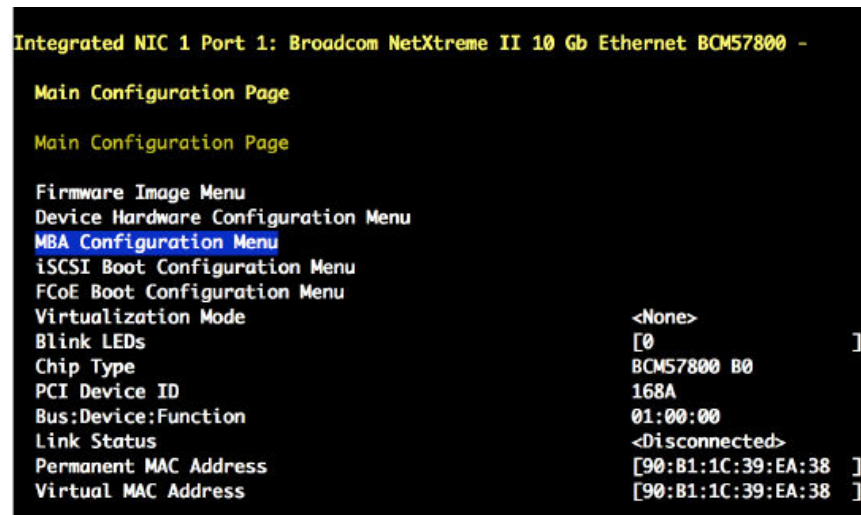 Integrated NIC 1 Port 1: Broadcom NetXtreme II 10 Gb Ethernet BCM57800 -
Main Configuration Page
Main Configuration Page
Firmware Image Menu
Device Hardware Configuration Menu
MBA Configuration Menu
iSCSI Boot Configuration Menu
FCoE Boot Configuration Menu
Virtualization Mode <None>
Blink LEDs [0 ]
Chip Type BCM57800 B0
PCI Device ID 168A
Bus:Device:Function 01:00:00
Link Status <Disconnected>
Permanent MAC Address [90:B1:1C:39:EA:38 ]
Virtual MAC Address [90:B1:1C:39:EA:38 ]